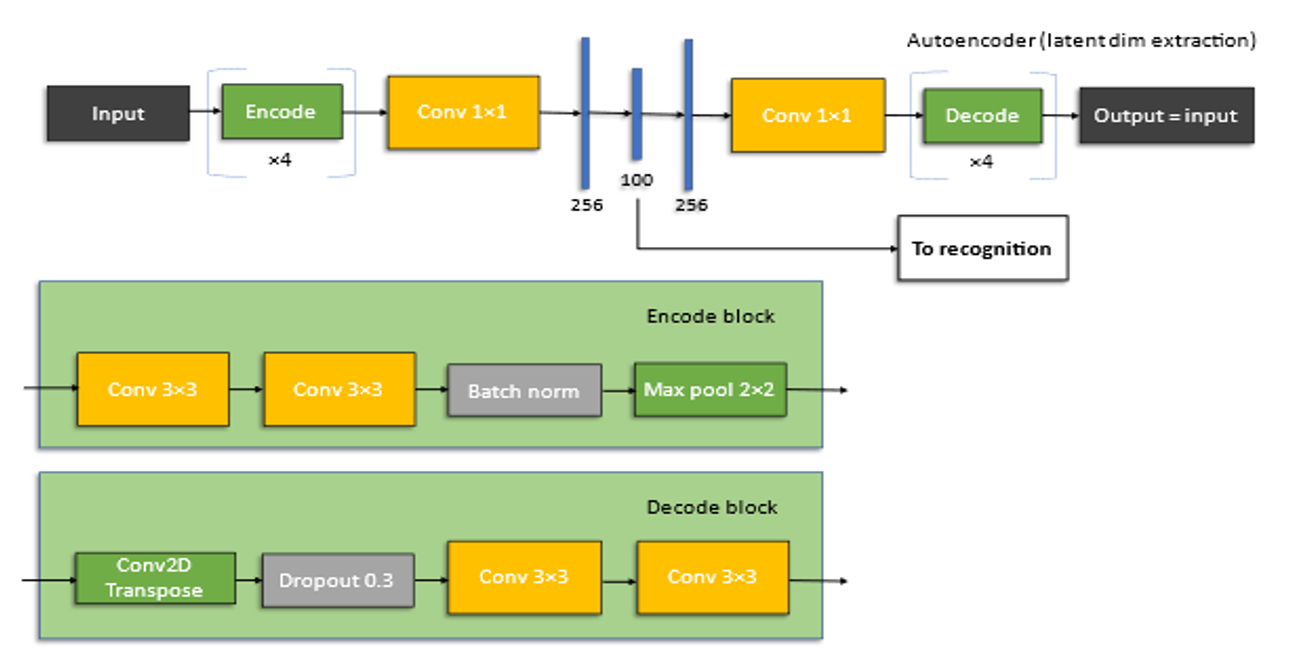 Autoencoder (latent dim extraction)
Input
Encode
×4
Conv 1×1
256
100
256
Conv 1×1
Decode
×4
Output = input
To recognition
Encode block
Conv 3×3
Conv 3×3
Batch norm
Max pool 2×2
Decode block
Conv2D
Transpose
Dropout 0.3
Conv 3×3
Conv 3×3